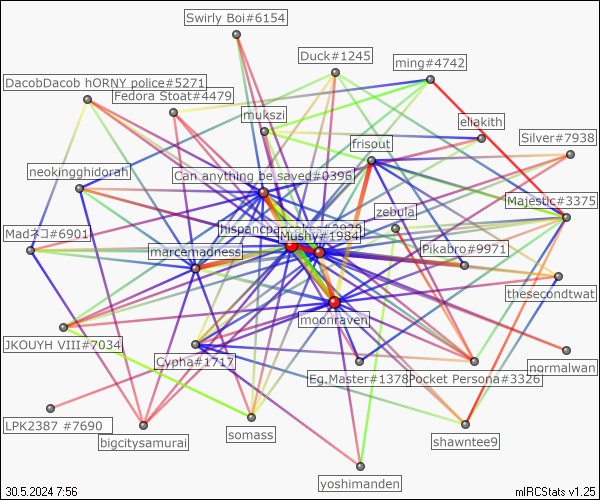 Swirly Boi#6154
Duck#1245
ming#4742
DacobDacob hORNY police#5271
Fedora Stoat#4479
mukszi
eliakith
Silver#7938
frisout
neokingghidorah
Can anything be saved#0396
Majestic#3375
zebula
Madネコ#6901
Mushy#1984
marcemadness
Pikabro#9971
thesecondtwat
moonraven
JKOUYH VIII#7034
Cypha#1717
normalwan
Eg.Master#1378
Pocket Persona#3326
LPK2387 #7690
bigcitysamurai
somass
shawntee9
yoshimanden
30.5.2024 7:56
mIRCStats v1.25